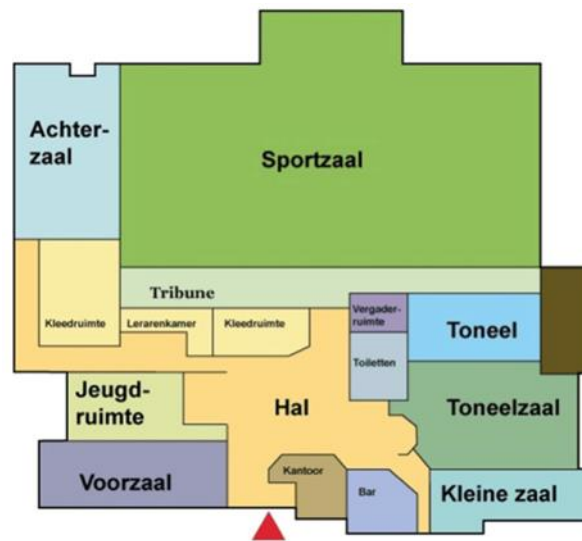 Achter-
zaal
Sportzaal
Tribune
Kleedruimte
Lerarenkamer
Kleedruimte
Vergader-
ruimte
Toneel
Toiletten
Jeugd-
ruimte
Hal
Toneelzaal
Voorzaal
Kantoor
Bar
Kleine zaal